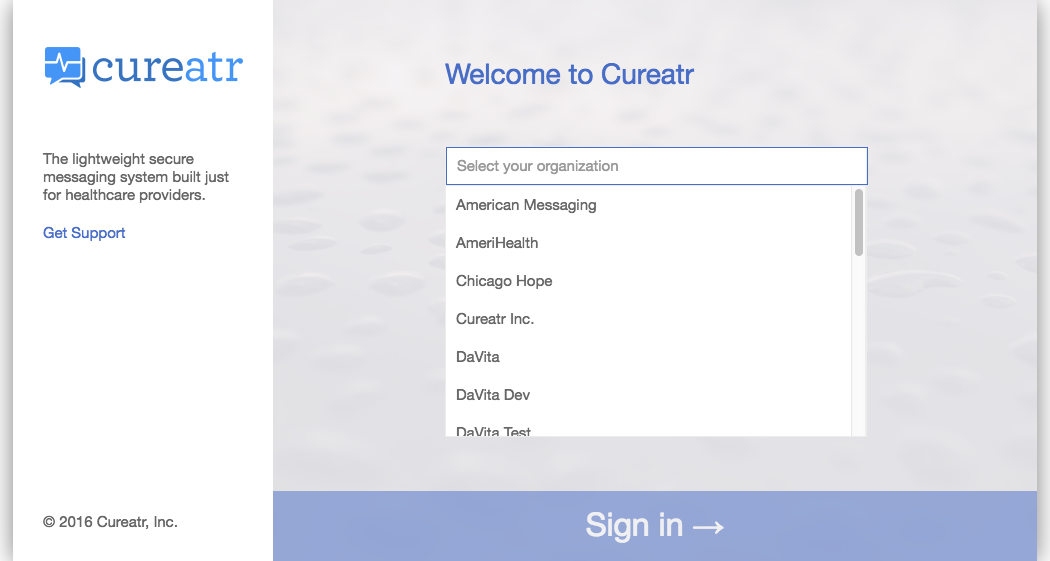 cureatr
The lightweight secure
messaging system built just
for healthcare providers.
Get Support
© 2016 Cureatr, Inc.
Welcome to Cureatr
Select your organization
American Messaging
AmeriHealth
Chicago Hope
Cureatr Inc.
DaVita
DaVita Dev
DaVita Test
Sign in →